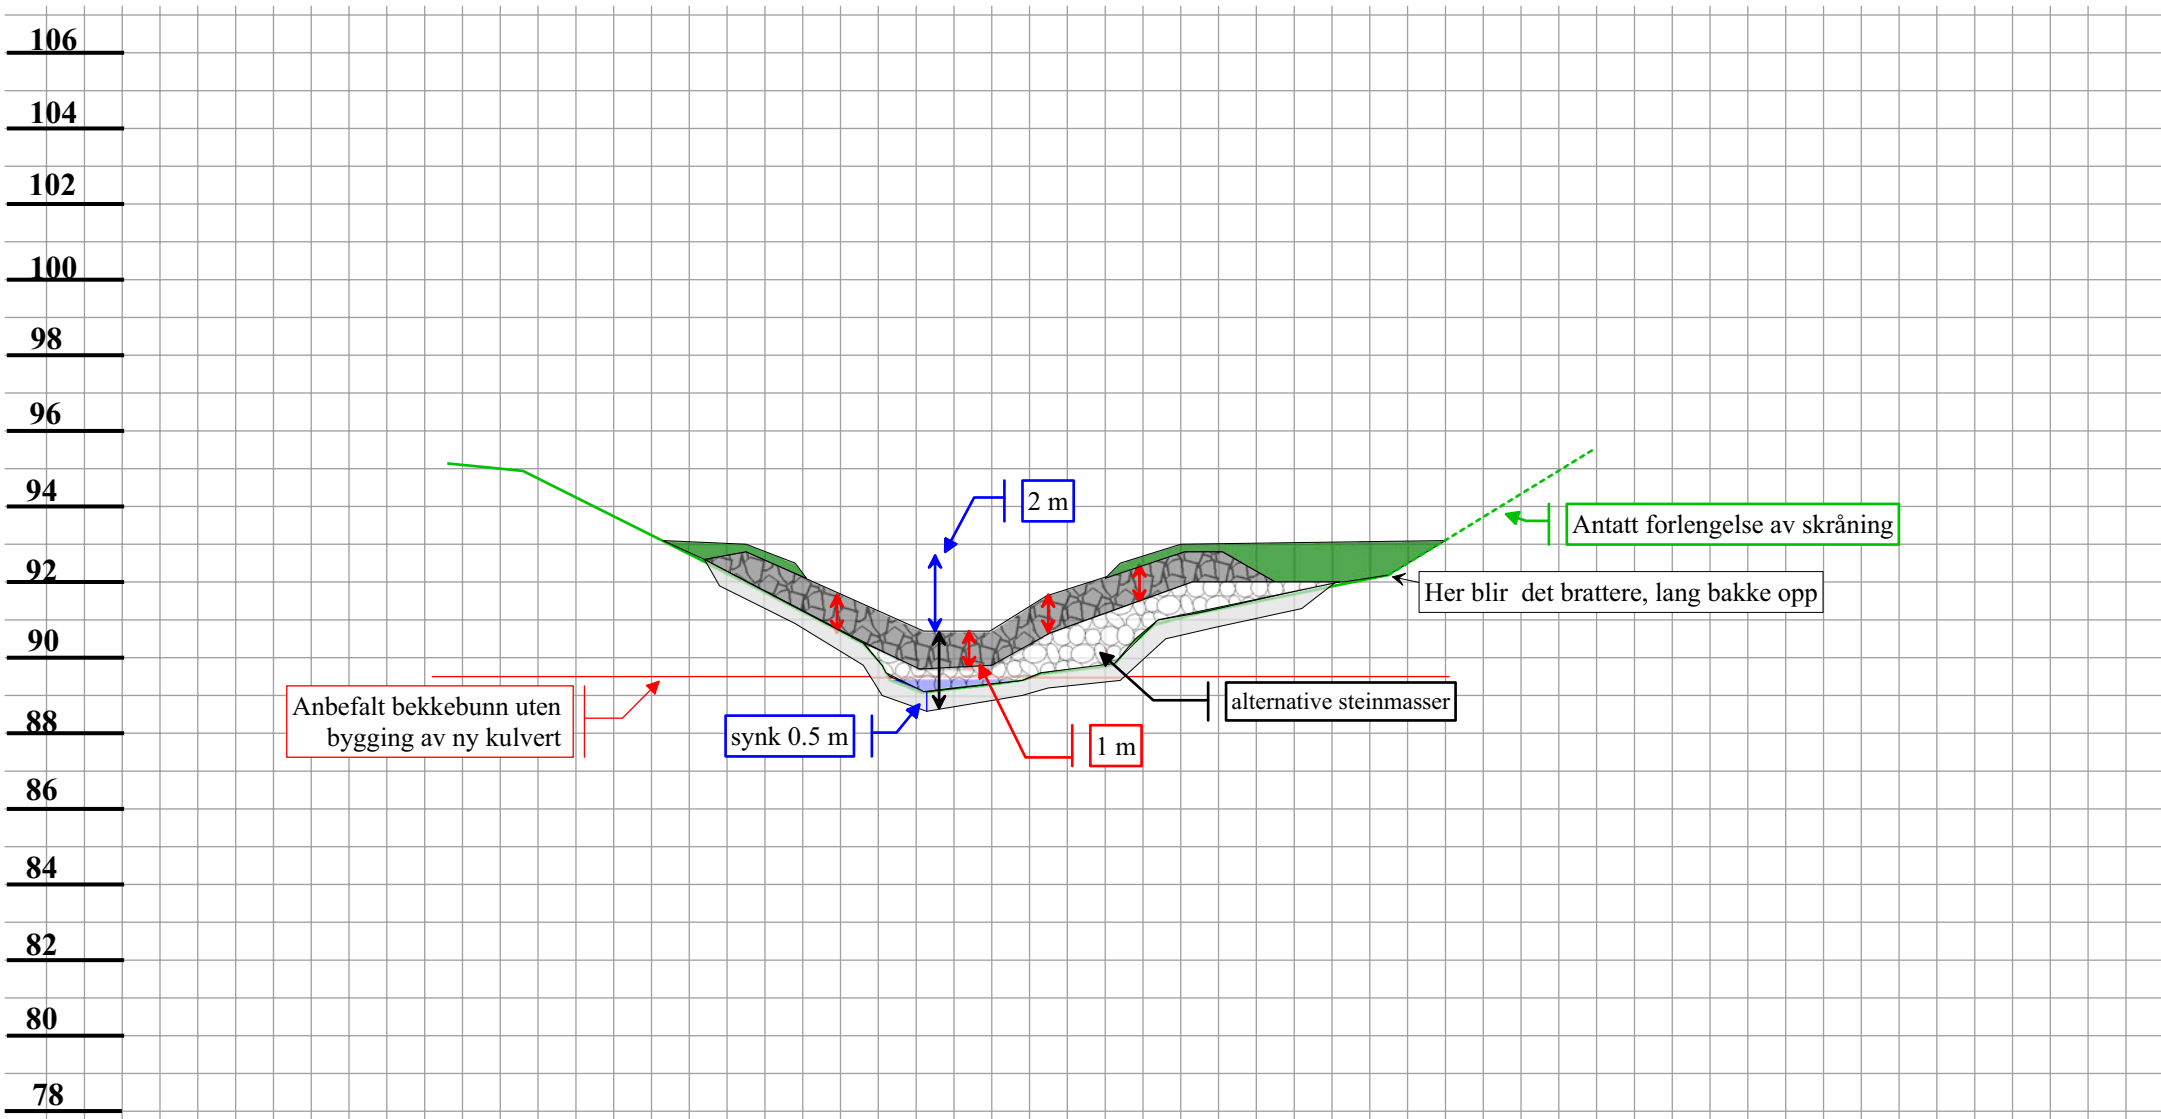 106
104
102
100
98
96
94
92
90
88
86
84
82
80
78
2 m
Antatt forlengelse av skråning
Her blir  det brattere, lang bakke opp
Anbefalt bekkebunn uten
bygging av ny kulvert
synk 0.5 m
1 m
alternative steinmasser